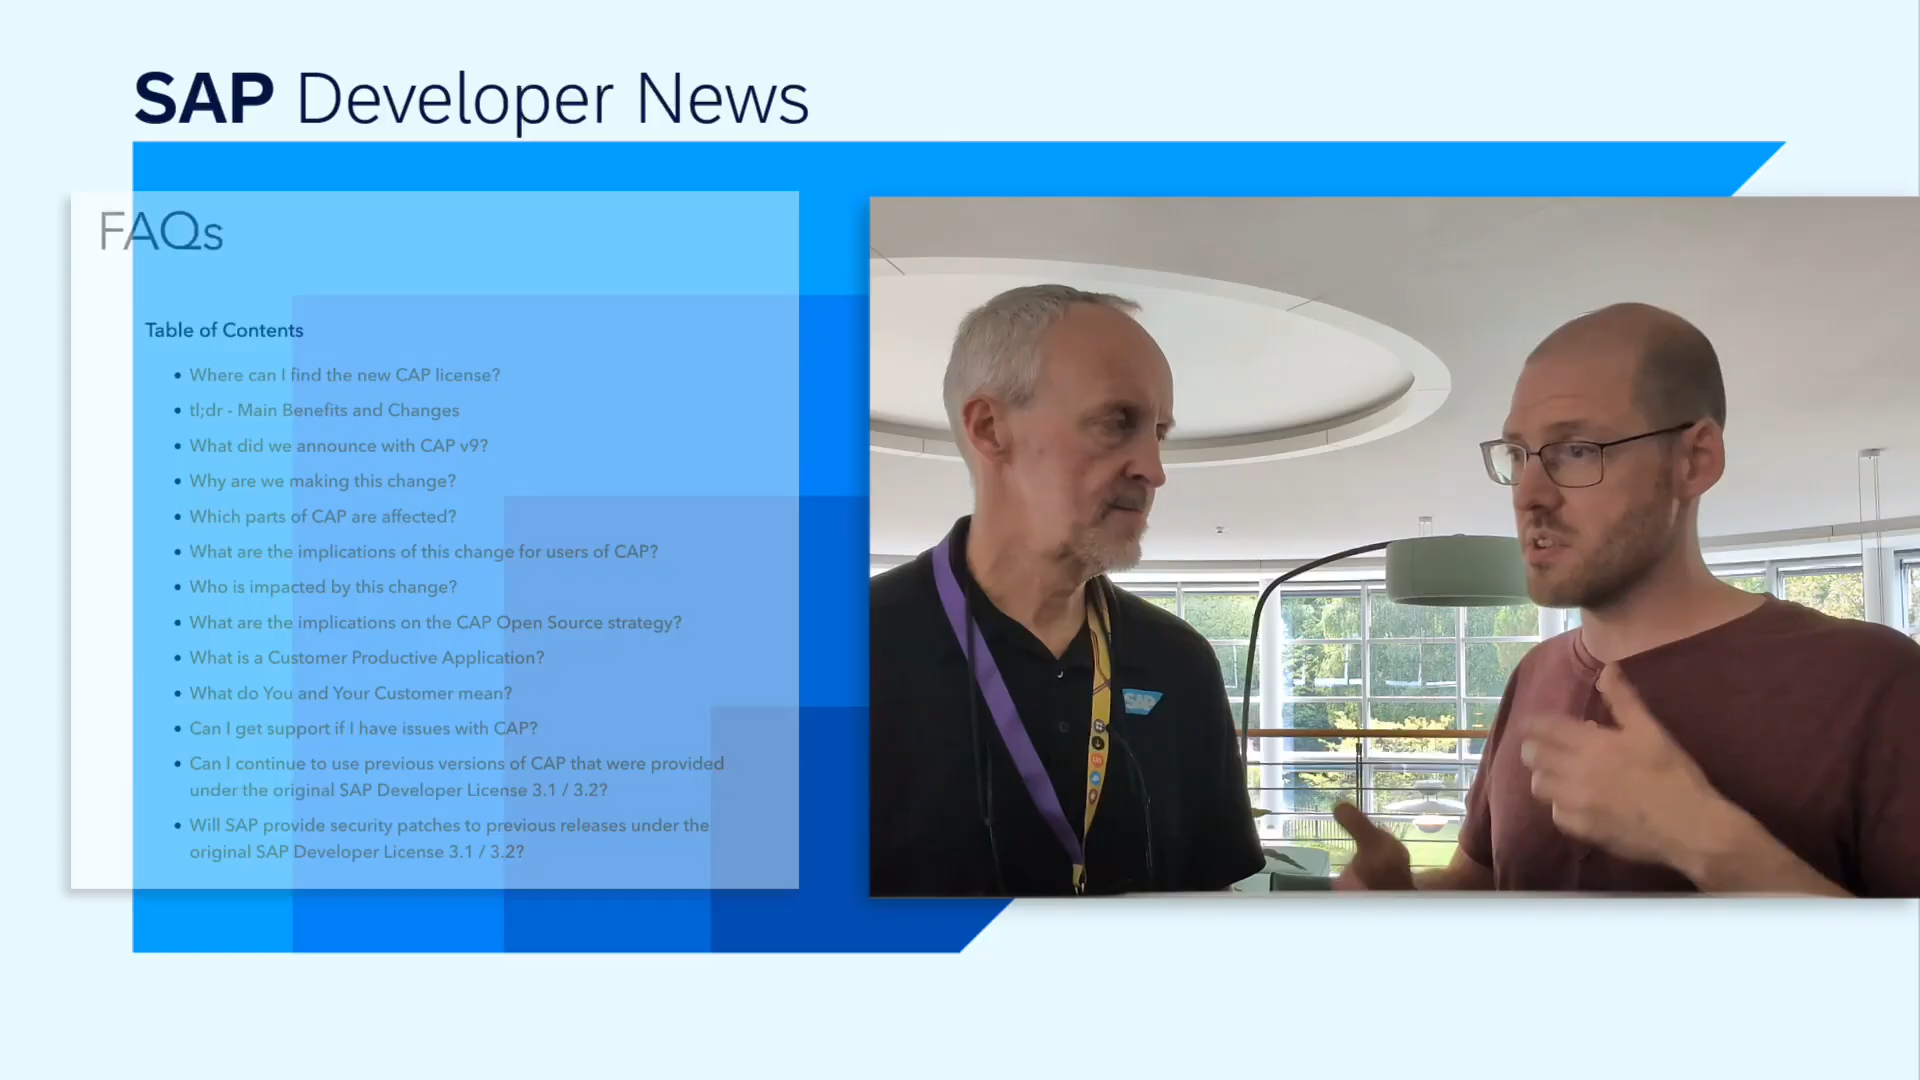 SAP Developer News
FAQs
Table of Contents
• Where can I find the new CAP license?
• tl;dr - Main Benefits and Changes
• What did we announce with CAP v9?
• Why are we making this change?
• Which parts of CAP are affected?
• What are the implications of this change for users of CAP?
• Who is impacted by this change?
• What are the implications on the CAP Open Source strategy?
• What is a Customer Productive Application?
• What do You and Your Customer mean?
• Can I get support if I have issues with CAP?
• Can I continue to use previous versions of CAP that were provided
under the original SAP Developer License 3.1 / 3.2?
• Will SAP provide security patches to previous releases under the
original SAP Developer License 3.1 / 3.2?
SAP